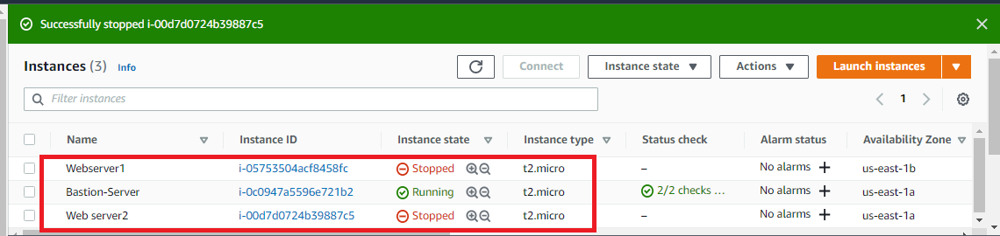 Successfully stopped i-00d7d0724b39887c5
Instances (3) Info Connect Instance state Actions Launch instances
Filter instances 1
Name Instance ID Instance state Instance type Status check Alarm status Availability Zone
Webserver1 i-05753504acf8458fc Stopped t2.micro – No alarms + us-east-1b
Bastion-Server i-0c0947a5596e721b2 Running t2.micro 2/2 checks ... No alarms + us-east-1a
Web server2 i-00d7d0724b39887c5 Stopped t2.micro – No alarms + us-east-1a